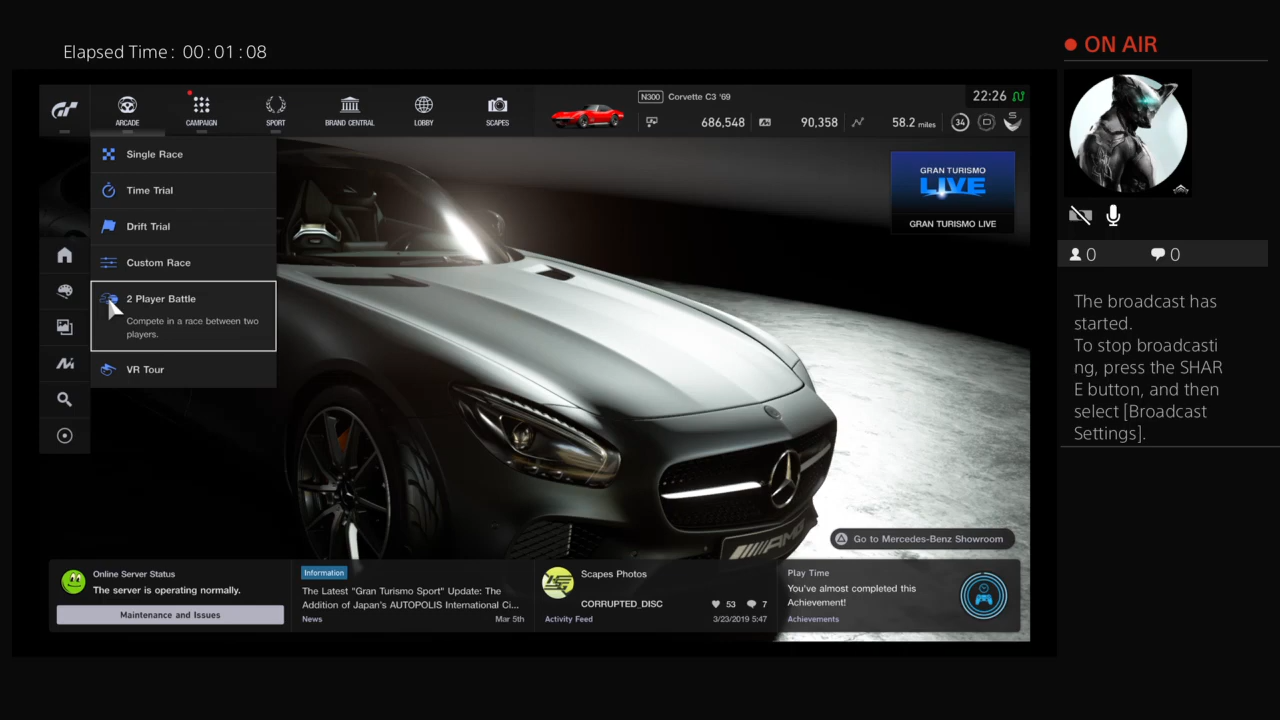 Elapsed Time: 00:01:08
ON AIR
ARCADE
CAMPAIGN
SPORT
BRAND CENTRAL
LOBBY
SCAPES
N300 Corvette C3 '69
22:26
686,548
90,358
58.2 miles
34
Single Race
Time Trial
Drift Trial
Custom Race
2 Player Battle
Compete in a race between two
players.
VR Tour
GRAN TURISMO
LIVE
GRAN TURISMO LIVE
0
0
The broadcast has
started.
To stop broadcasti
ng, press the SHAR
E button, and then
select [Broadcast
Settings].
AMG
Go to Mercedes-Benz Showroom
Online Server Status
The server is operating normally.
Maintenance and Issues
Information
The Latest "Gran Turismo Sport" Update: The
Addition of Japan's AUTOPOLIS International Ci...
News
Mar 5th
Scapes Photos
CORRUPTED_DISC
53
7
Activity Feed
3/23/2019 5:47
Play Time
You've almost completed this
Achievement!
Achievements